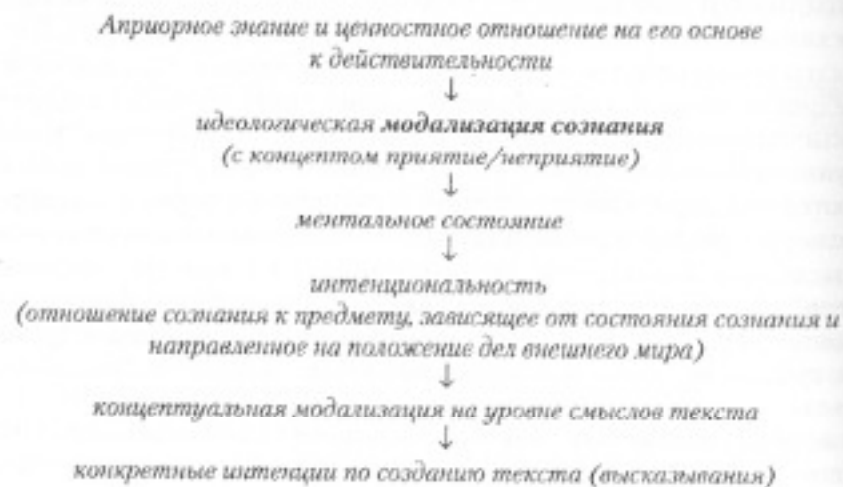 Априорное знание и ценностное отношение на его основе
к действительности
↓
идеологическая модализация сознания
(с концептом приятие/неприятие)
↓
ментальное состояние
↓
интенциональность
(отношение сознания к предмету, зависящее от состояния сознания и
направленное на положение дел внешнего мира)
↓
концептуальная модализация на уровне смыслов текста
↓
конкретные интенции по созданию текста (высказывания)